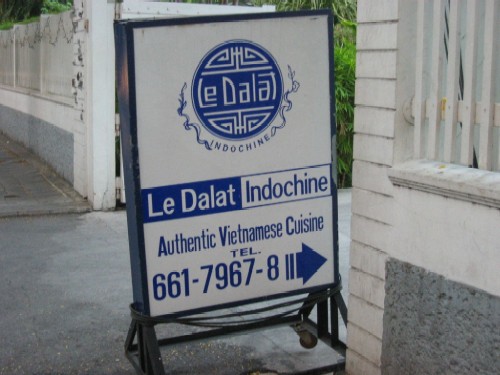 Le Dalat
INDOCHINE
Le Dalat Indochine
Authentic Vietnamese Cuisine
TEL.
661-7967-8